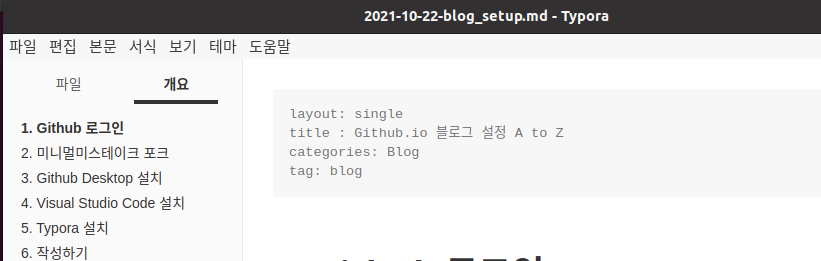 2021-10-22-blog_setup.md - Typora
파일 편집 본문 서식 보기 테마 도움말
파일 개요
1. Github 로그인
2. 미니멀미스테이크 포크
3. Github Desktop 설치
4. Visual Studio Code 설치
5. Typora 설치
6. 작성하기
layout: single
title : Github.io 블로그 설정 A to Z
categories: Blog
tag: blog